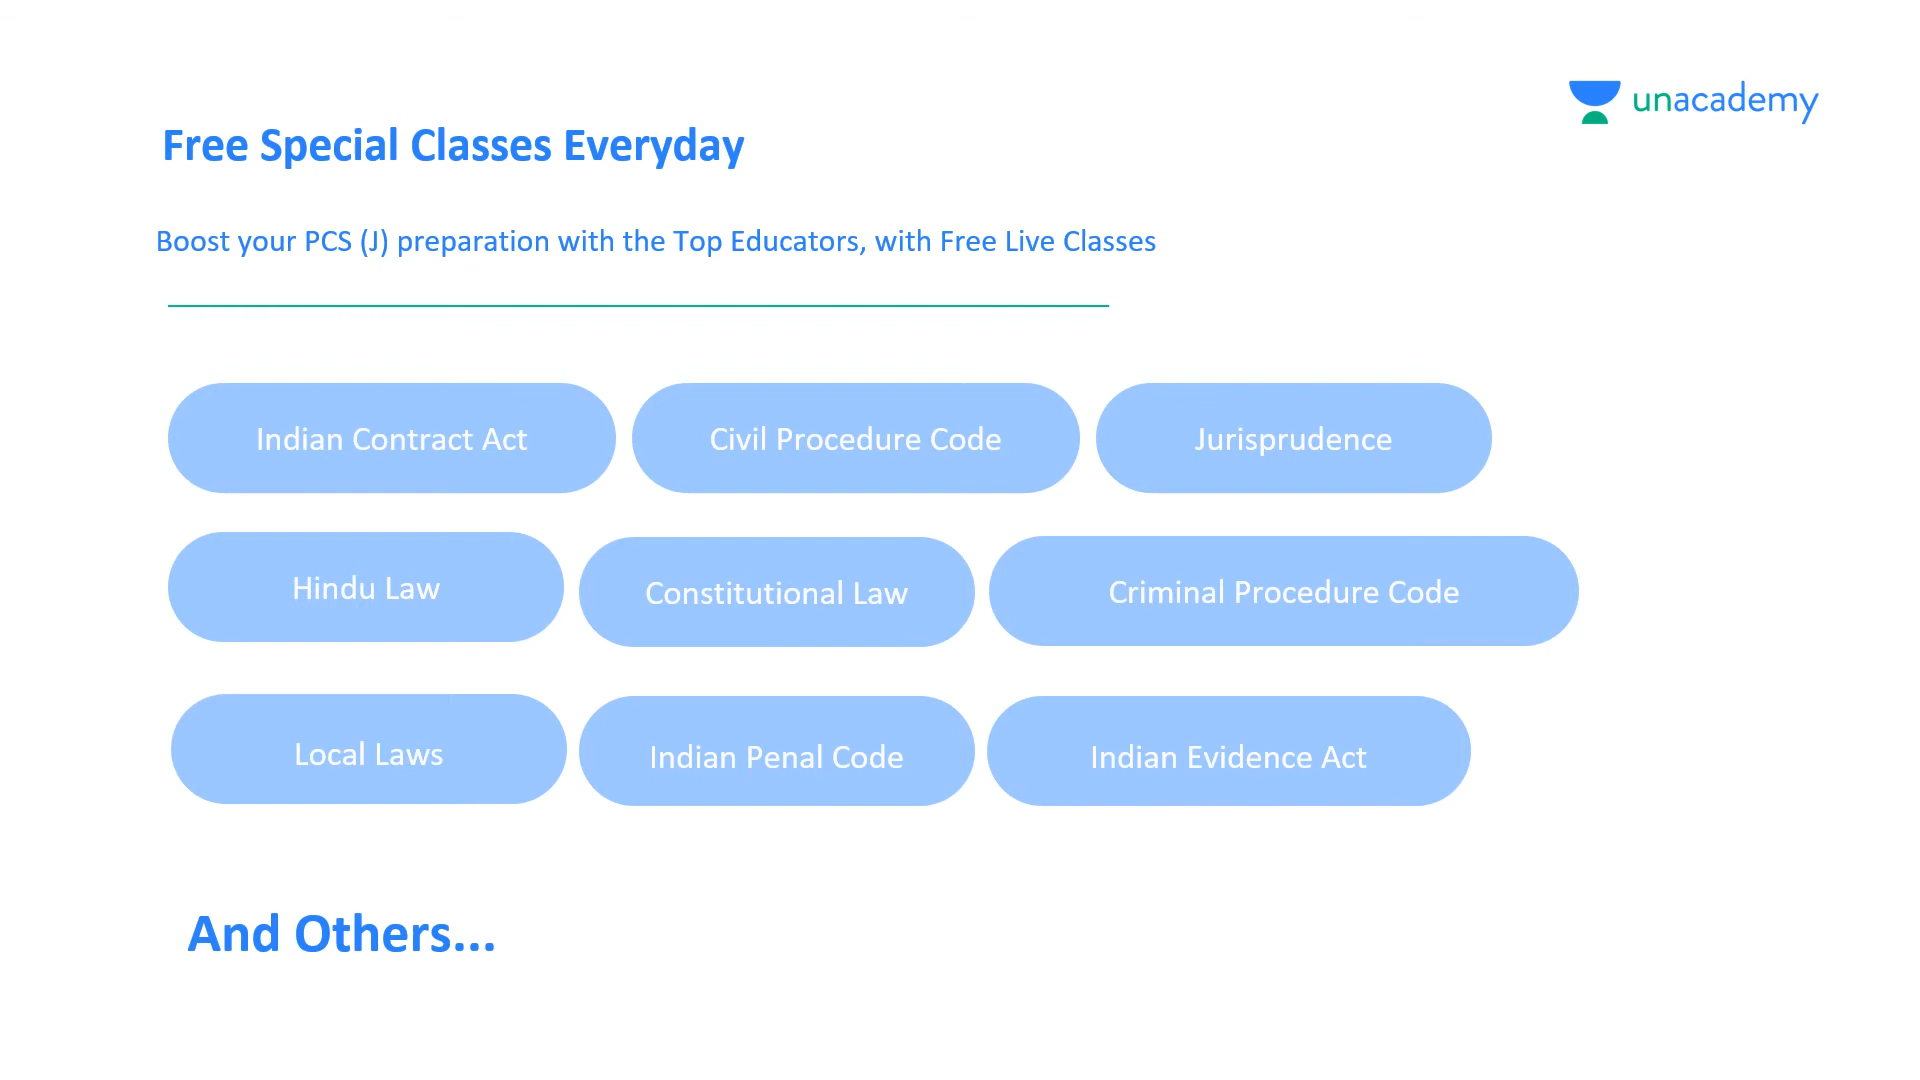 unacademy
Free Special Classes Everyday
Boost your PCS (J) preparation with the Top Educators, with Free Live Classes
Indian Contract Act
Civil Procedure Code
Jurisprudence
Hindu Law
Constitutional Law
Criminal Procedure Code
Local Laws
Indian Penal Code
Indian Evidence Act
And Others...